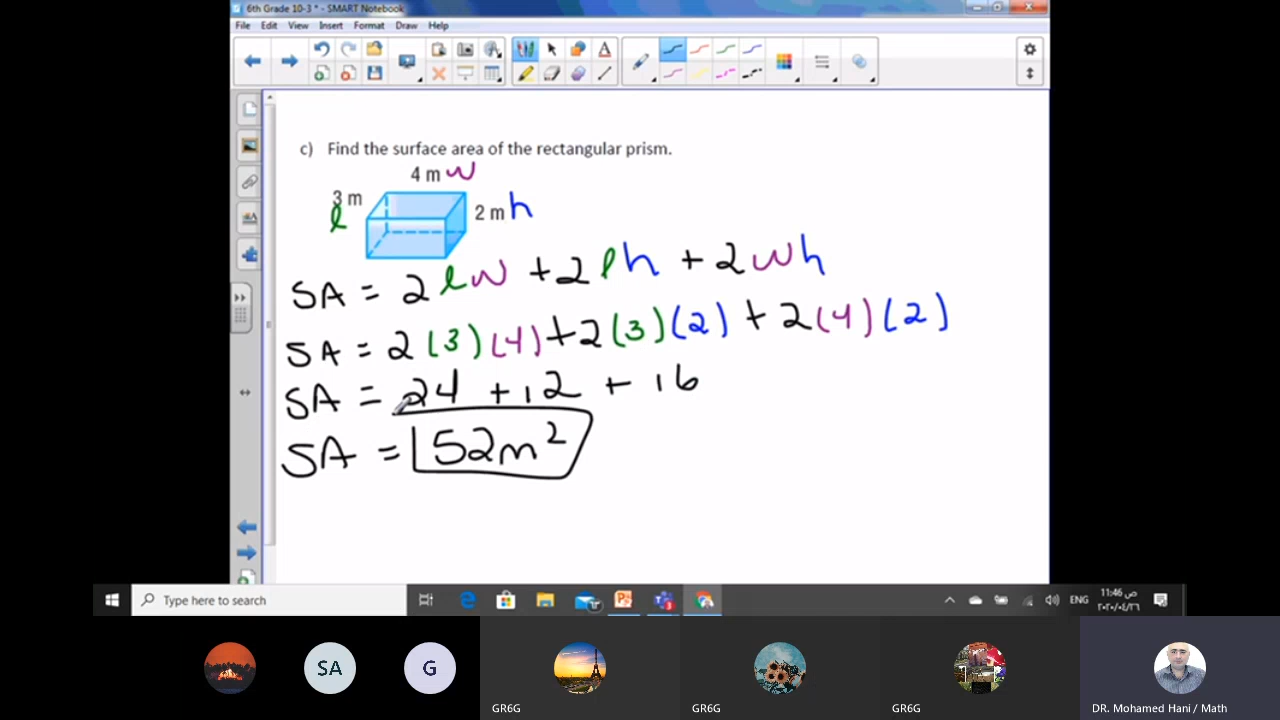 6th Grade 10-3 * - SMART Notebook
File Edit View Insert Format Draw Help
A
c) Find the surface area of the rectangular prism.
4 m w
3 m
l
2 m h
SA = 2lw + 2lh + 2wh
SA = 2(3)(4) + 2(3)(2) + 2(4)(2)
SA = 24 + 12 + 16
SA = 52m²
Type here to search
ENG
11:46 ص
٢٠٢٠/٠٤/٢٦
SA
G
GR6G
GR6G
GR6G
DR. Mohamed Hani / Math